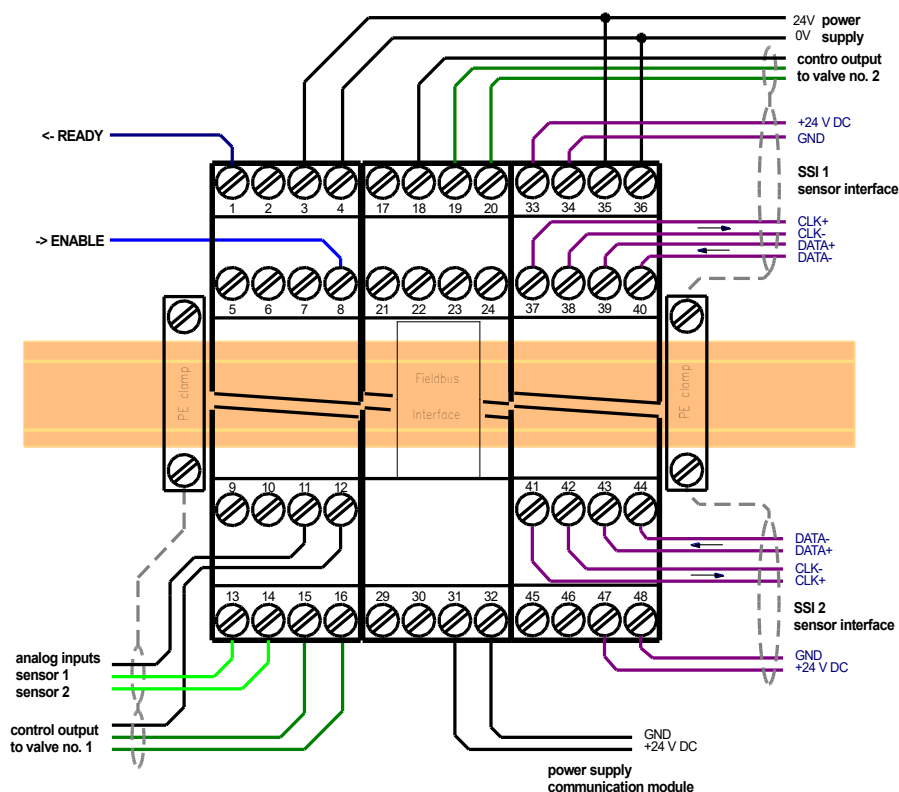 24V power
0V supply
contro output
to valve no. 2
<- READY
+24 V DC
GND
SSI 1
sensor interface
1 2 3 4 17 18 19 20 33 34 35 36
CLK+
CLK-
DATA+
DATA-
-> ENABLE
5 6 7 8 21 22 23 24 37 38 39 40
PE clamp
Fieldbus
Interface
PE clamp
9 10 11 12 41 42 43 44
DATA-
DATA+
CLK-
CLK+
13 14 15 16 29 30 31 32 45 46 47 48
SSI 2
sensor interface
analog inputs
sensor 1
sensor 2
GND
+24 V DC
control output
to valve no. 1
GND
+24 V DC
power supply
communication module